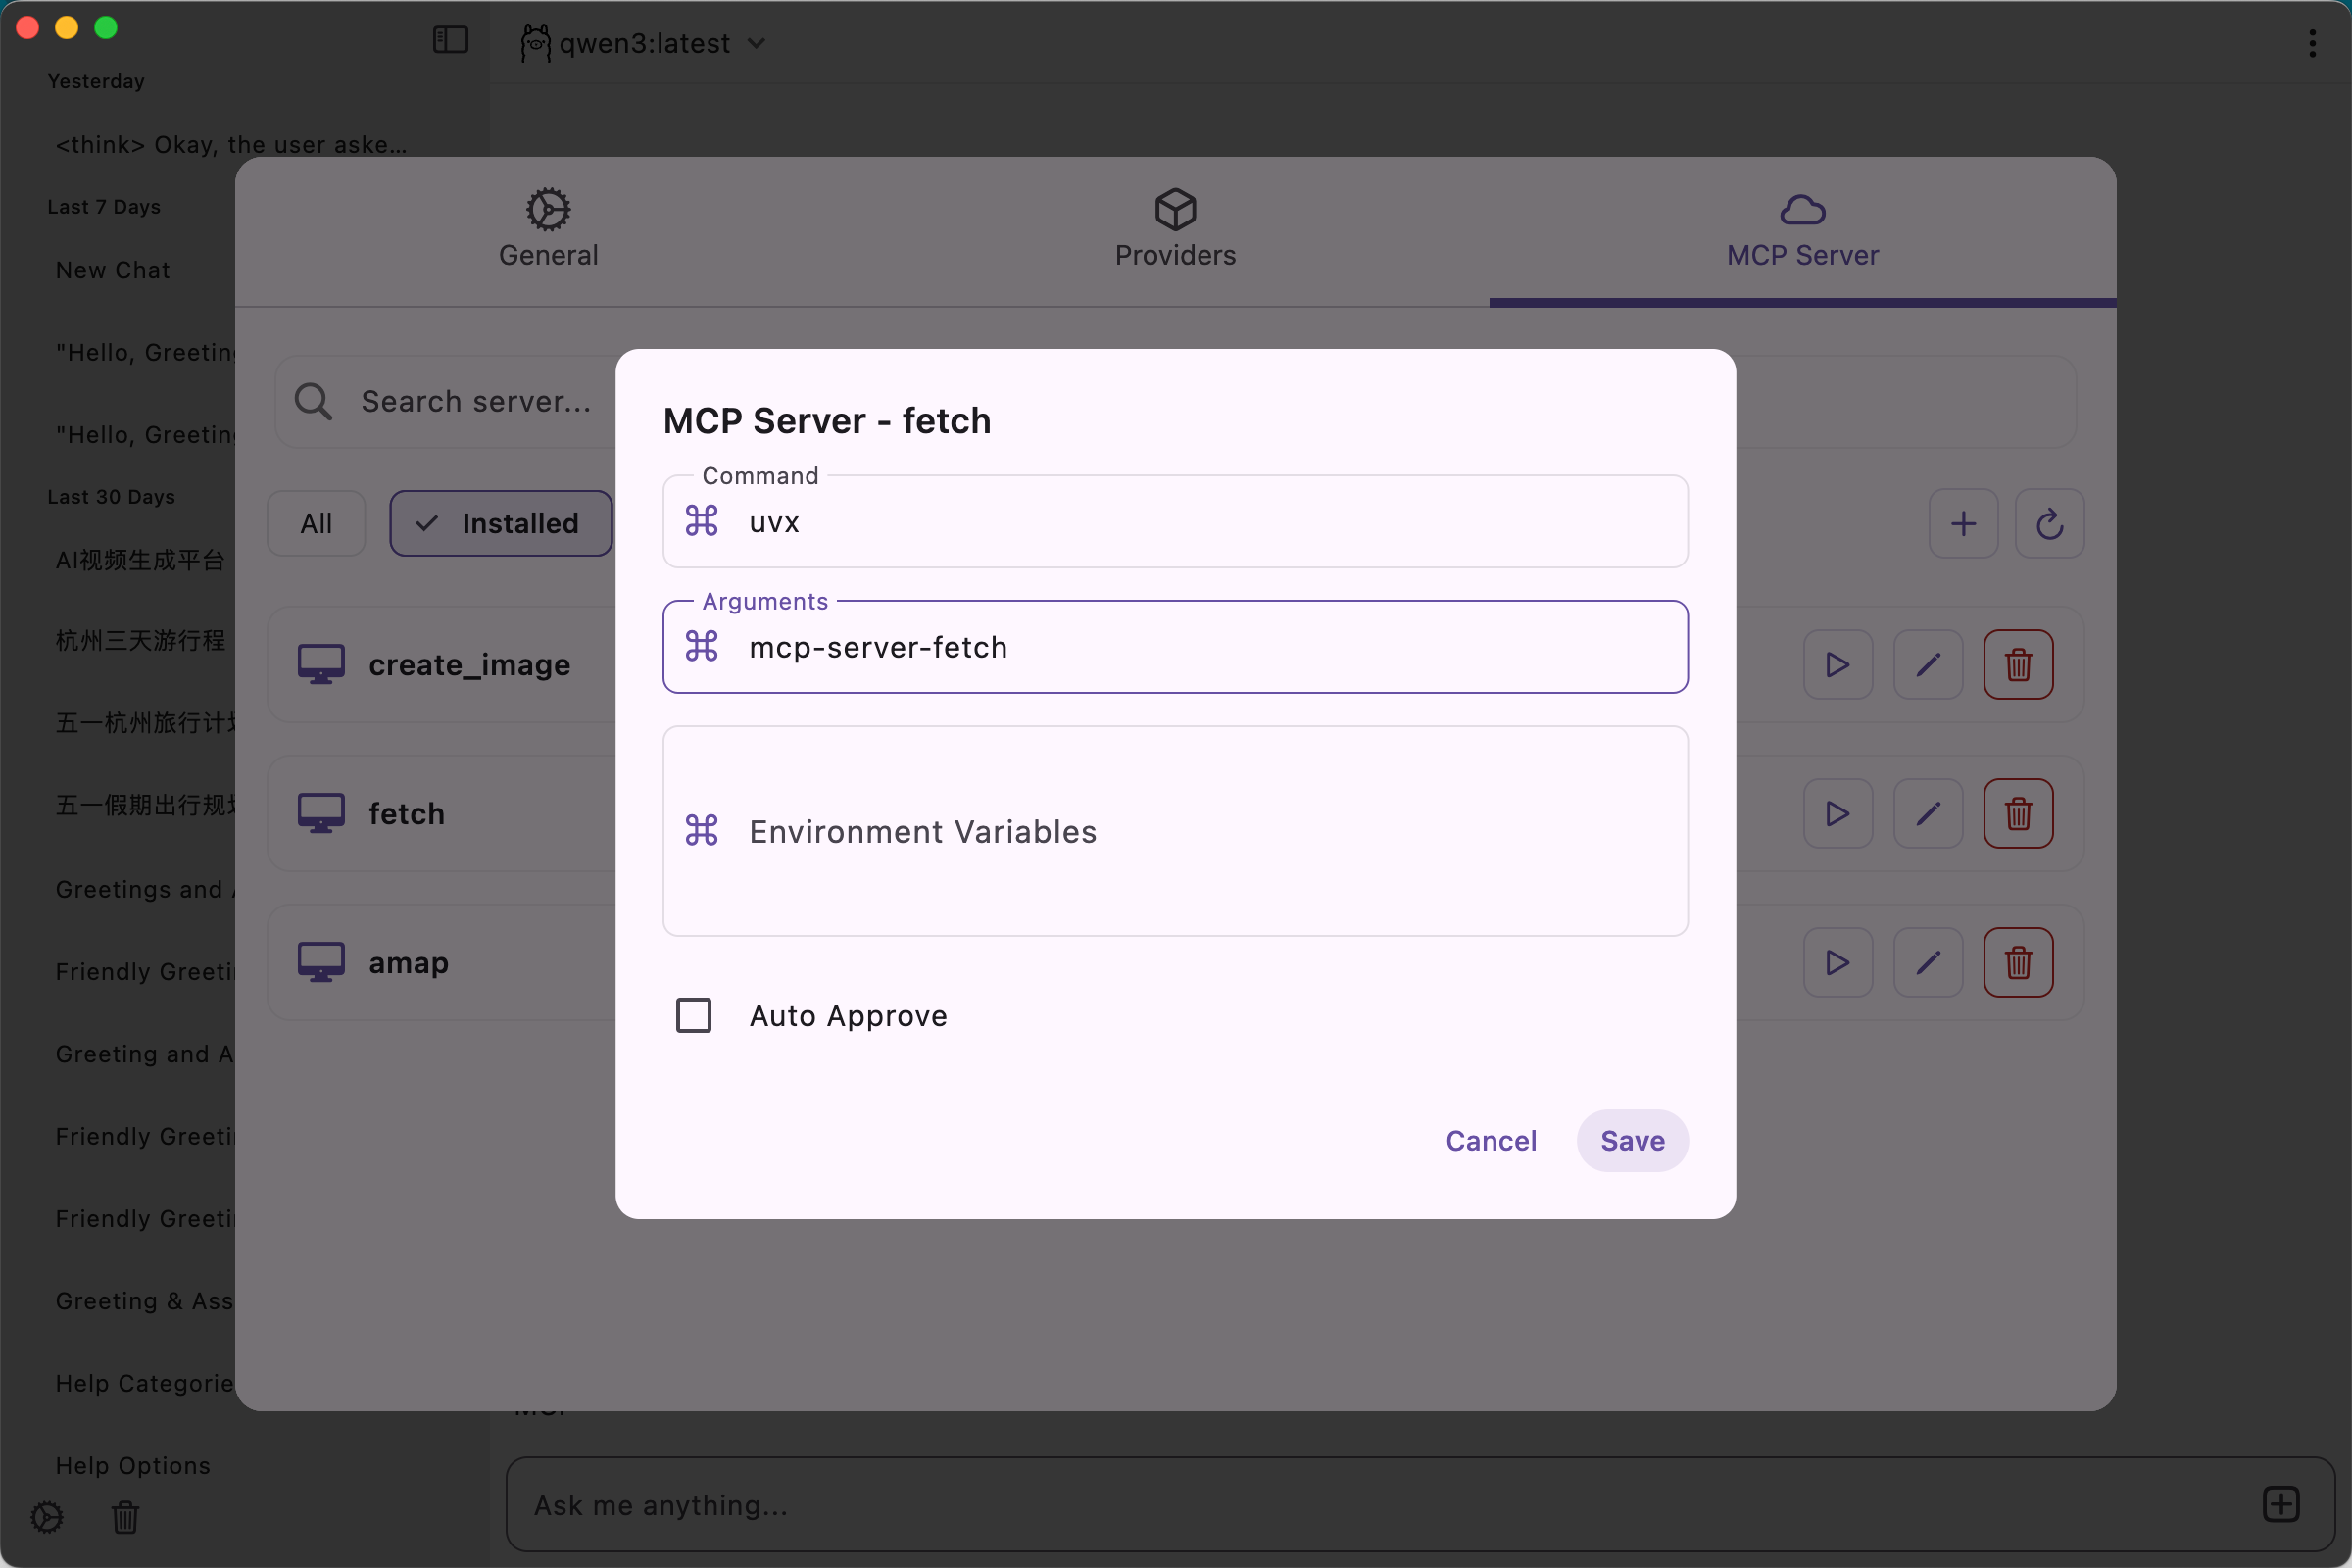 qwen3:latest
Yesterday
<think> Okay, the user aske...
Last 7 Days
New Chat
"Hello, Greeting
"Hello, Greeting
Last 30 Days
AI视频生成平台
杭州三天游行程
五一杭州旅行计
五一假期出行规
Greetings and
Friendly Greeti
Greeting and A
Friendly Greeti
Friendly Greeti
Greeting & Ass
Help Categorie
Help Options
General
Providers
MCP Server
Search server...
All
Installed
create_image
fetch
amap
MCP Server - fetch
Command
uvx
Arguments
mcp-server-fetch
Environment Variables
Auto Approve
Cancel
Save
Ask me anything...